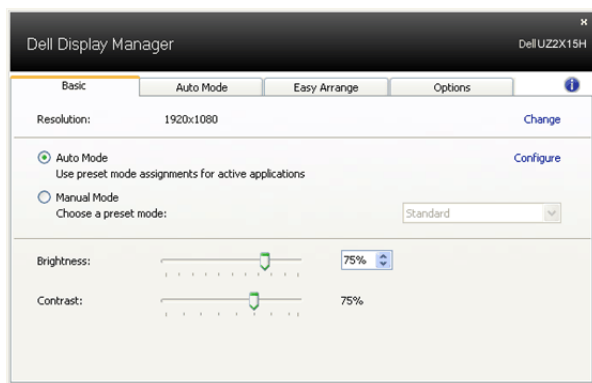 Dell Display Manager
Dell UZ2X15H
Basic
Auto Mode
Easy Arrange
Options
Resolution:
1920x1080
Change
Auto Mode
Configure
Use preset mode assignments for active applications
Manual Mode
Choose a preset mode:
Standard
Brightness:
75%
Contrast:
75%